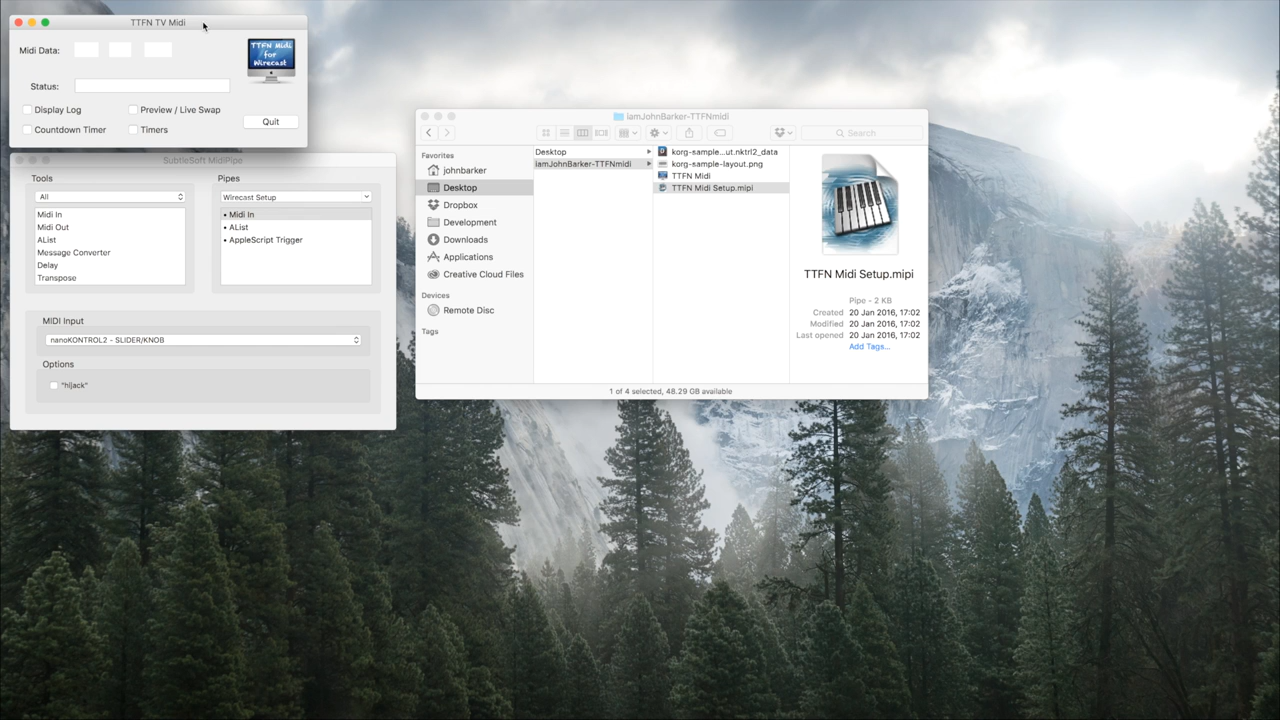 TTFN TV Midi
Midi Data:
TTFN Midi
for
Wirecast
Status:
Display Log
Preview / Live Swap
Countdown Timer
Timers
Quit
SubtleSoft MidiPipe
Tools
Pipes
All
Wirecast Setup
Midi In
Midi Out
AList
Message Converter
Delay
Transpose
• Midi In
• AList
• AppleScript Trigger
MIDI Input
nanoKONTROL2 - SLIDER/KNOB
Options
"hijack"
iamJohnBarker-TTFNmidi
Search
Favorites
johnbarker
Desktop
Dropbox
Development
Downloads
Applications
Creative Cloud Files
Devices
Remote Disc
Tags
Desktop
iamJohnBarker-TTFNmidi
korg-sample...ut.nktrl2_data
korg-sample-layout.png
TTFN Midi
TTFN Midi Setup.mipi
TTFN Midi Setup.mipi
Pipe - 2 KB
Created 20 Jan 2016, 17:02
Modified 20 Jan 2016, 17:02
Last opened 20 Jan 2016, 17:02
Add Tags...
1 of 4 selected, 48.29 GB available